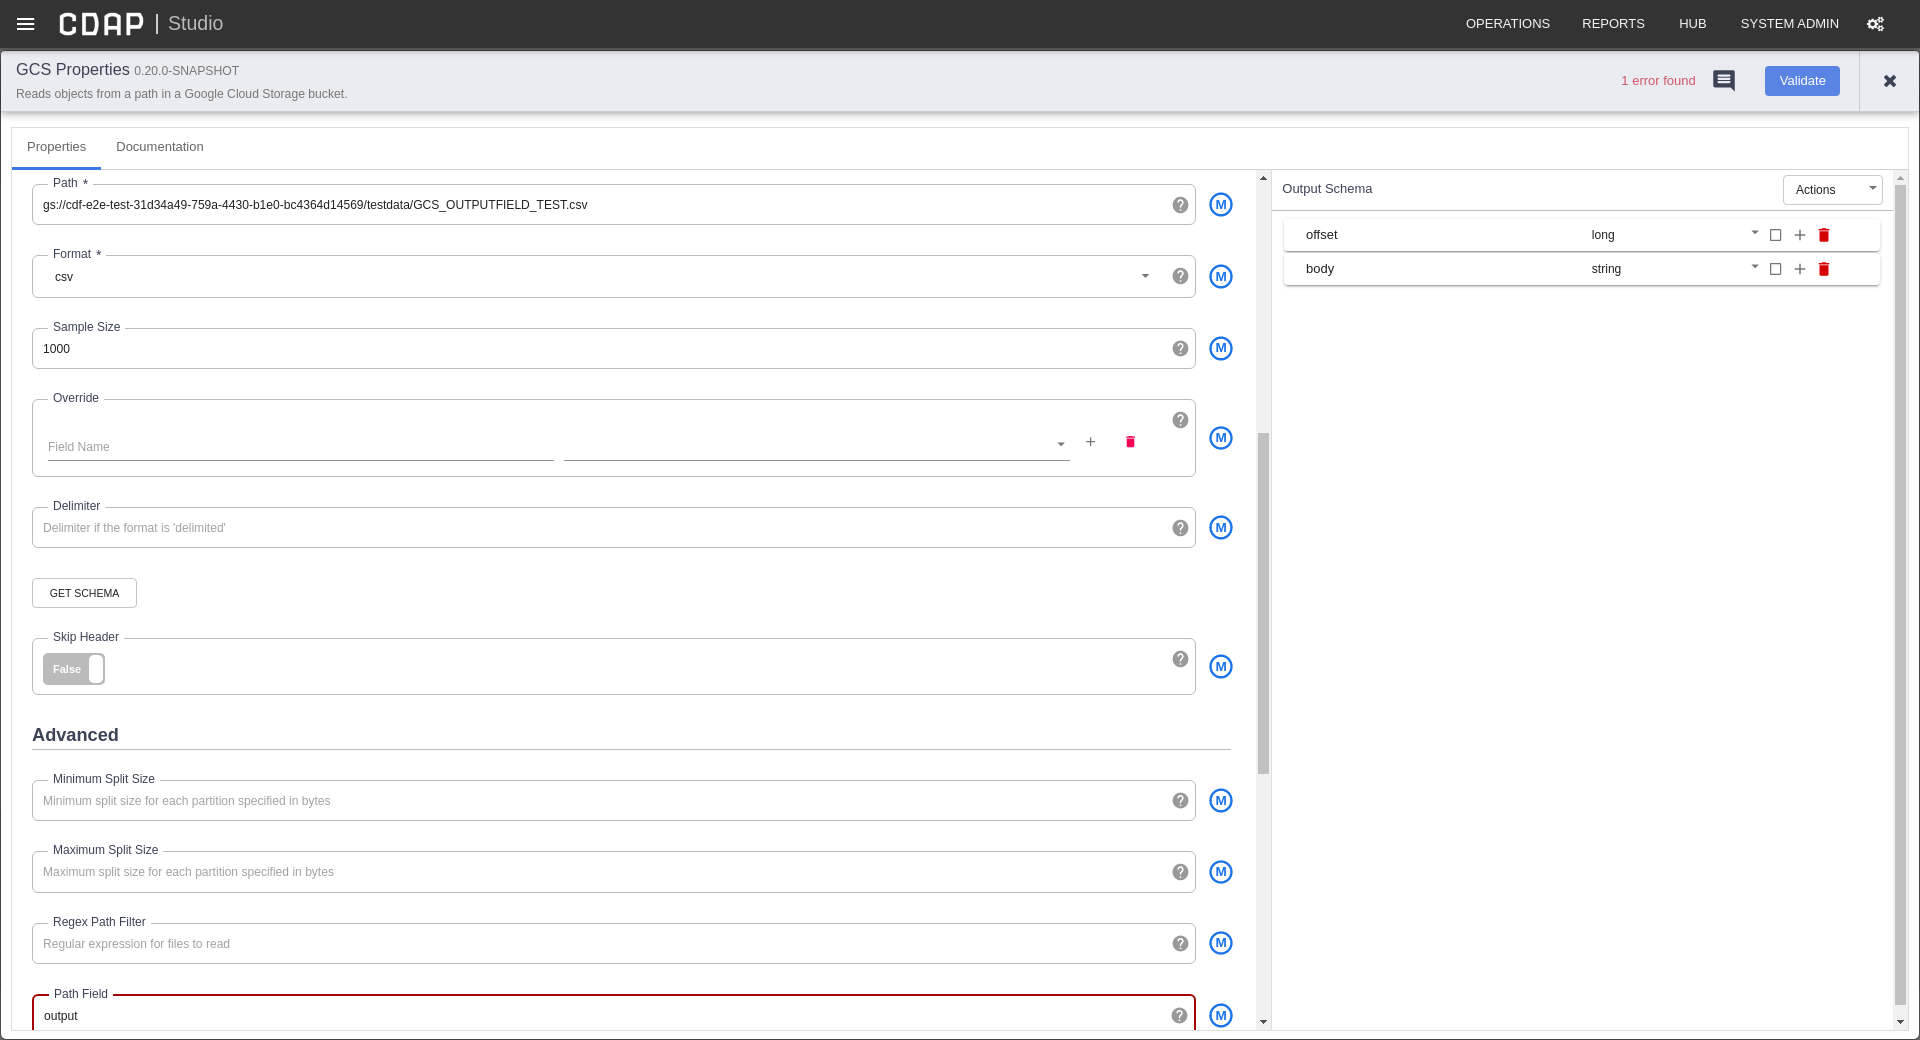 CDAP | Studio
OPERATIONS REPORTS HUB SYSTEM ADMIN
GCS Properties 0.20.0-SNAPSHOT
Reads objects from a path in a Google Cloud Storage bucket.
1 error found
Validate
Properties Documentation
Path *
gs://cdf-e2e-test-31d34a49-759a-4430-b1e0-bc4364d14569/testdata/GCS_OUTPUTFIELD_TEST.csv
M
Format *
csv
M
Sample Size
1000
M
Override
Field Name
M
Delimiter
Delimiter if the format is 'delimited'
M
GET SCHEMA
Skip Header
False
M
Advanced
Minimum Split Size
Minimum split size for each partition specified in bytes
M
Maximum Split Size
Maximum split size for each partition specified in bytes
M
Regex Path Filter
Regular expression for files to read
M
Path Field
output
M
Output Schema
Actions
offset long
body string